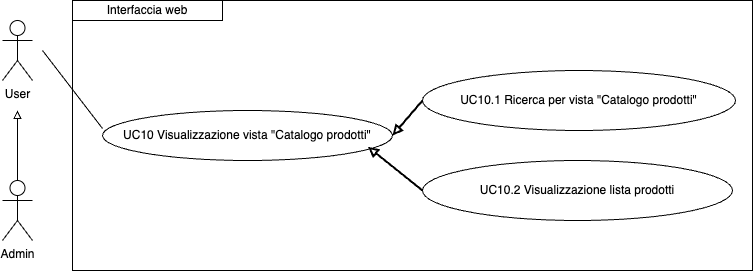 Interfaccia web
User
UC10.1 Ricerca per vista "Catalogo prodotti"
UC10 Visualizzazione vista "Catalogo prodotti"
UC10.2 Visualizzazione lista prodotti
Admin